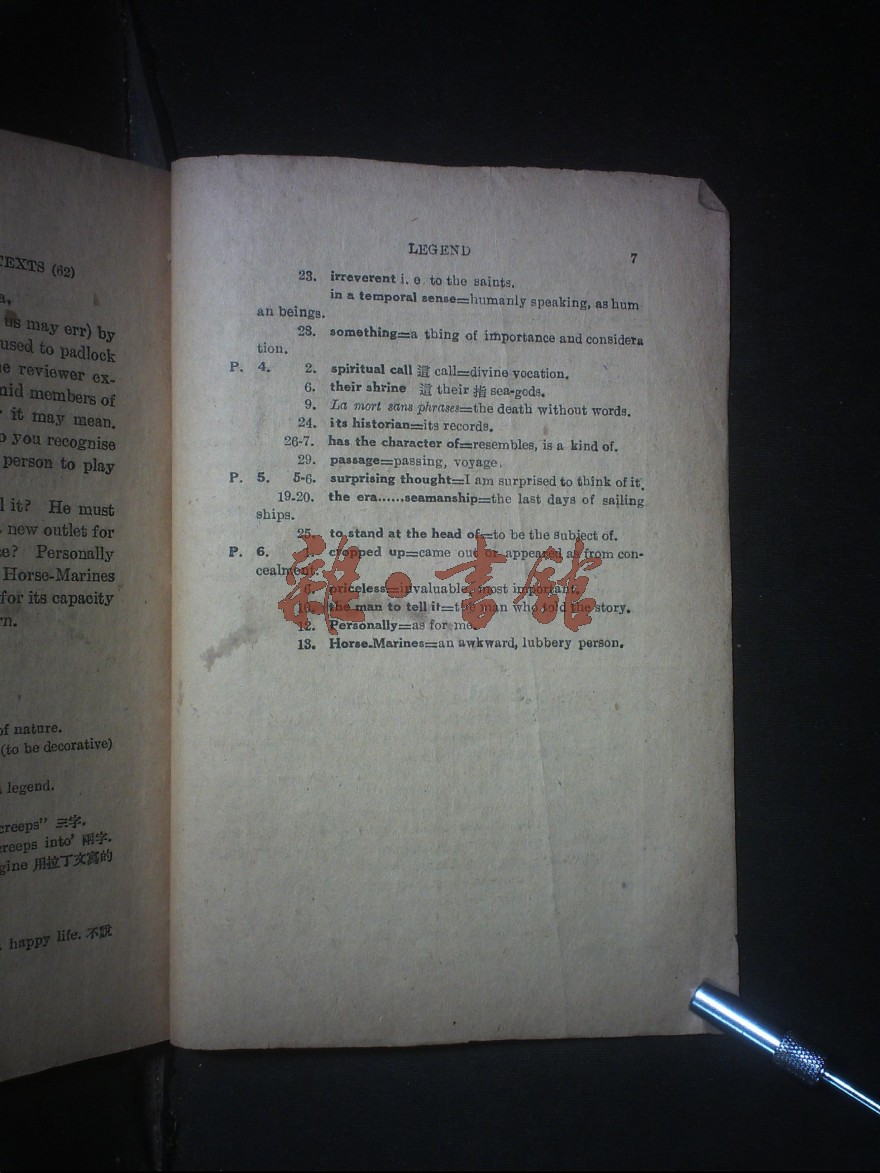 TEXTS (62)
us may err) by
used to padlock
reviewer ex-
members of
it may mean.
you recognise
person to play
it? He must
new outlet for
Personally
Horse-Marines
for its capacity
of nature.
(to be decorative)
legend.
creeps" 三字.
creeps into' 兩字.
用拉丁文寫的
happy life. 不說
LEGEND 7
23. irreverent i. e. to the saints.
in a temporal sense=humanly speaking, as hum
an beings.
28. something=a thing of importance and considera
tion.
P. 4. 2. spiritual call 這 call=divine vocation.
6. their shrine 這 their 指 sea-gods.
9. La mort sans phrases=the death without words.
24. its historian=its records.
26-7. has the character of=resembles, is a kind of.
29. passage=passing, voyage.
P. 5. 5-6. surprising thought=I am surprised to think of it.
19-20. the era......seamanship=the last days of sailing
ships.
25. to stand at the head of=to be the subject of.
P. 6. cropped up=came out or appeared as from con-
cealment.
6. priceless=invaluable, most important.
10. the man to tell it=the man who told the story.
12. Personally=as for me.
13. Horse-Marines=an awkward, lubbery person.
雜·書館